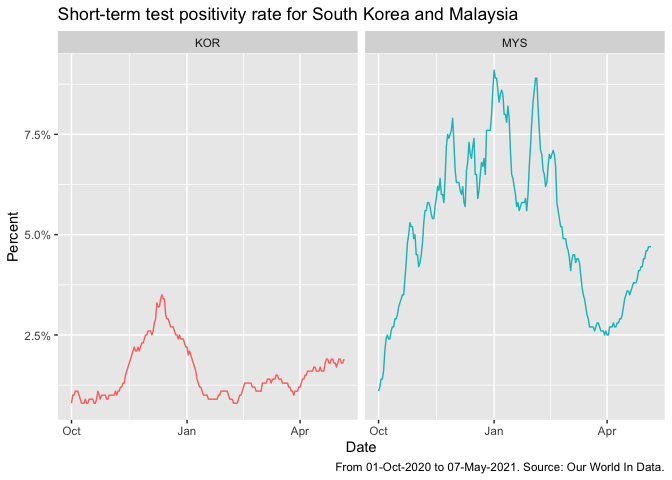 Short-term test positivity rate for South Korea and Malaysia
KOR
MYS
7.5%
5.0%
2.5%
Percent
Oct
Jan
Apr
Oct
Jan
Apr
Date
From 01-Oct-2020 to 07-May-2021. Source: Our World In Data.